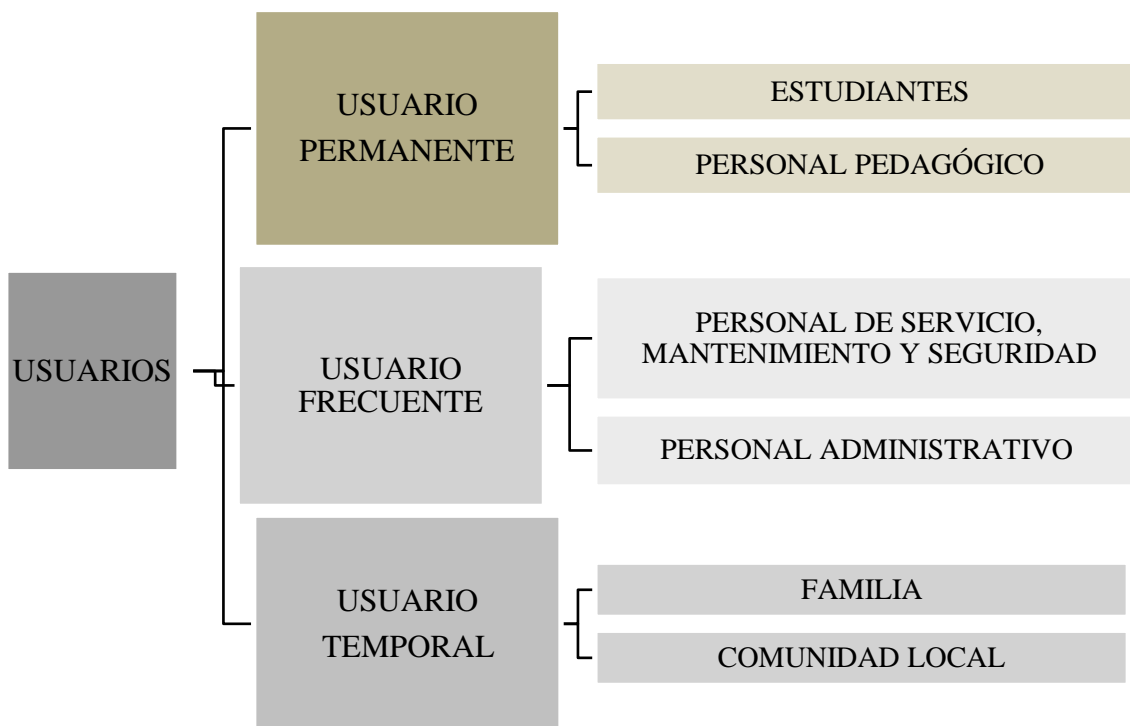 USUARIOS
USUARIO
PERMANENTE
ESTUDIANTES
PERSONAL PEDAGÓGICO
USUARIO
FRECUENTE
PERSONAL DE SERVICIO,
MANTENIMIENTO Y SEGURIDAD
PERSONAL ADMINISTRATIVO
USUARIO
TEMPORAL
FAMILIA
COMUNIDAD LOCAL